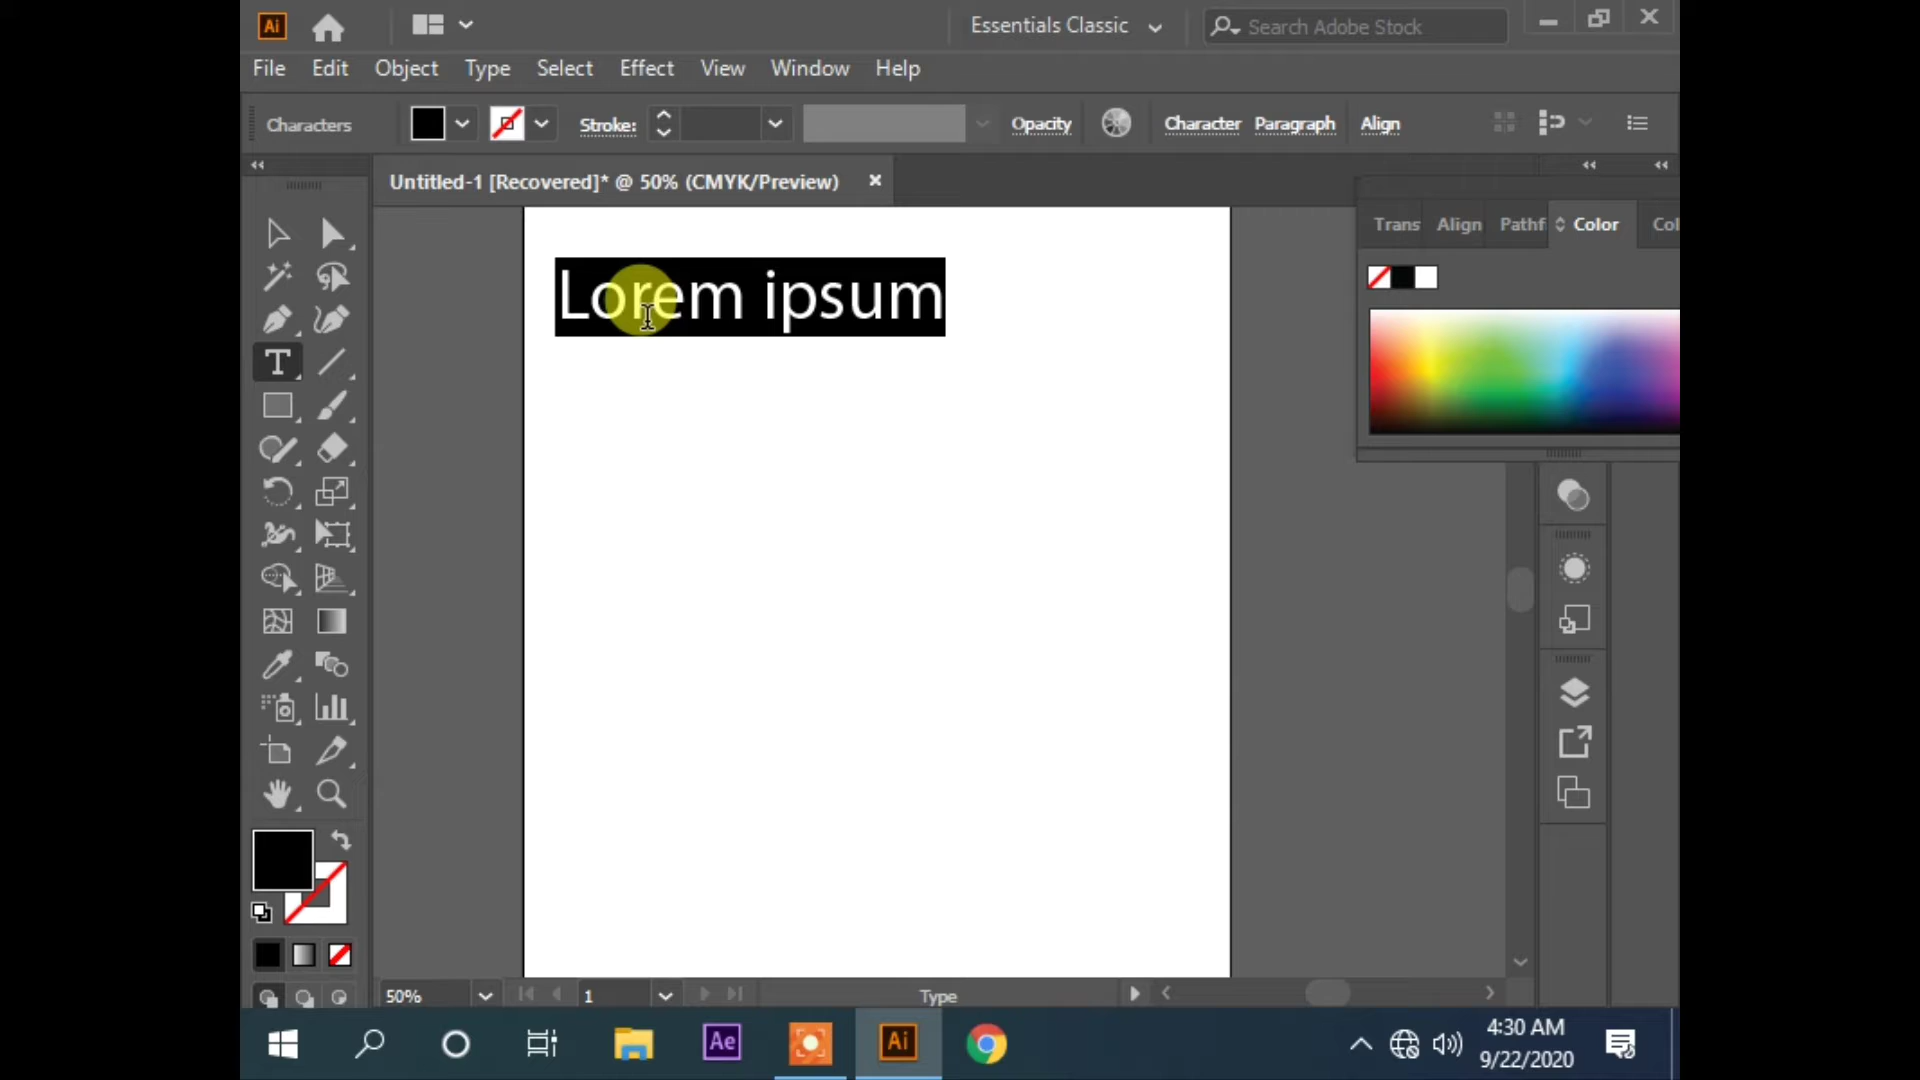 Ai
Essentials Classic
Search Adobe Stock
File Edit Object Type Select Effect View Window Help
Characters
Stroke:
Opacity
Character Paragraph Align
Untitled-1 [Recovered]* @ 50% (CMYK/Preview)
Trans Align Pathf Color Col
Lorem ipsum
T
50%
1
Type
Ae
Ai
4:30 AM
9/22/2020